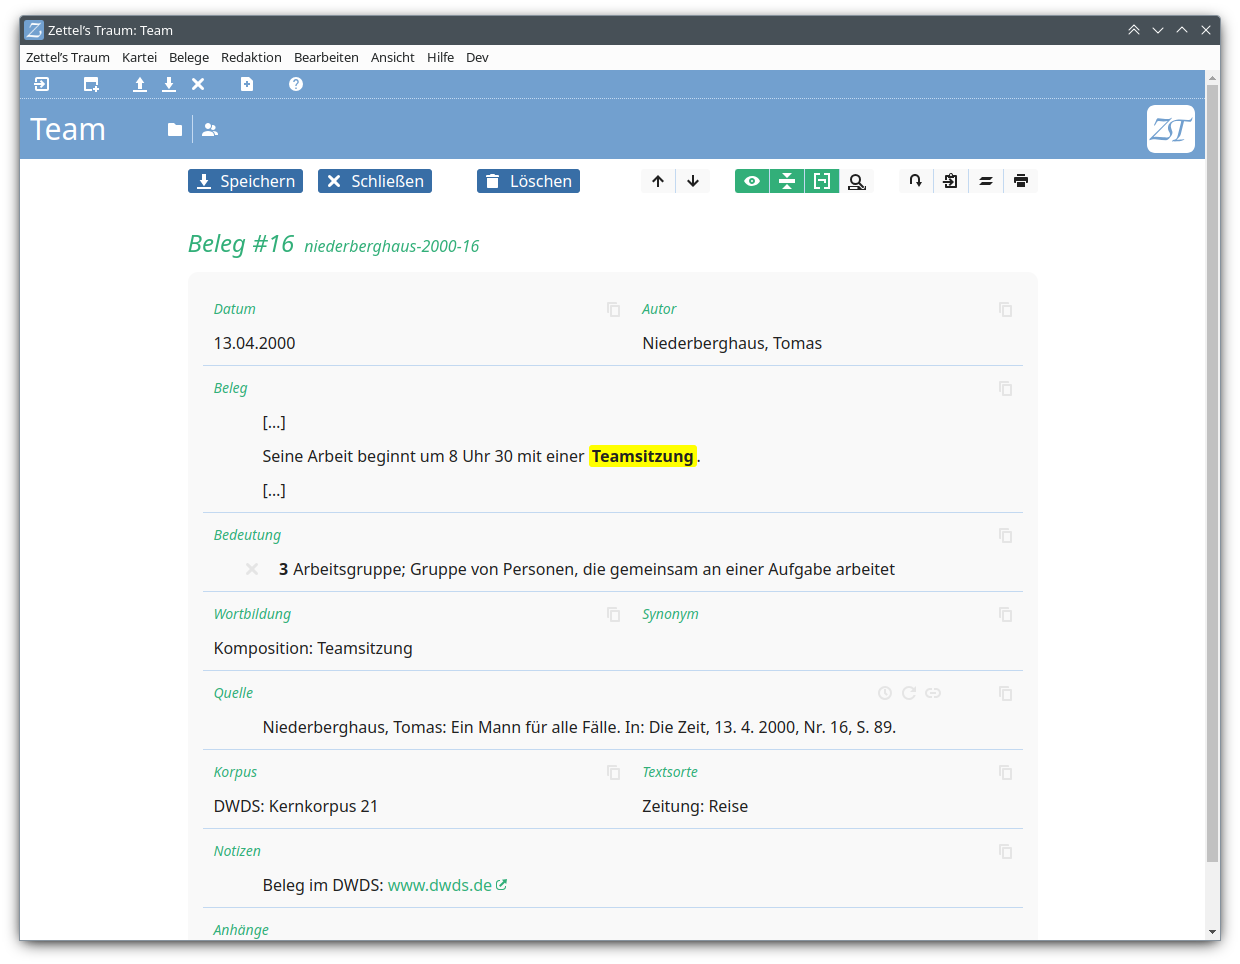 Zettel’s Traum: Team
Zettel’s Traum Kartei Belege Redaktion Bearbeiten Ansicht Hilfe Dev
Team
ZT
Speichern Schließen Löschen
Beleg #16 niederberghaus-2000-16
Datum Autor
13.04.2000 Niederberghaus, Tomas
Beleg
[…]
Seine Arbeit beginnt um 8 Uhr 30 mit einer Teamsitzung.
[…]
Bedeutung
3 Arbeitsgruppe; Gruppe von Personen, die gemeinsam an einer Aufgabe arbeitet
Wortbildung Synonym
Komposition: Teamsitzung
Quelle
Niederberghaus, Tomas: Ein Mann für alle Fälle. In: Die Zeit, 13. 4. 2000, Nr. 16, S. 89.
Korpus Textsorte
DWDS: Kernkorpus 21 Zeitung: Reise
Notizen
Beleg im DWDS: www.dwds.de
Anhänge